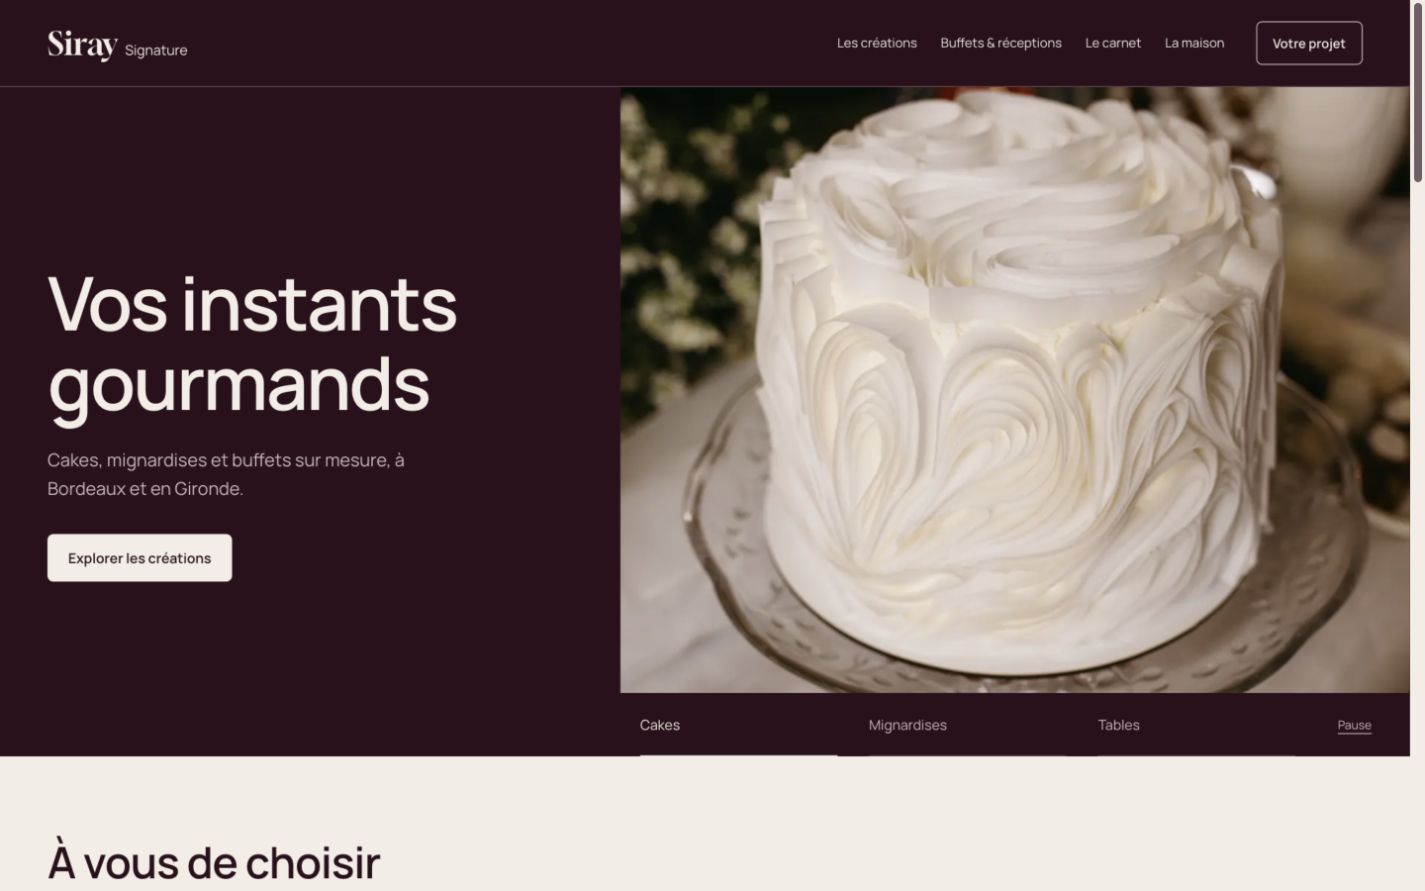 Siray Signature
Les créations
Buffets & réceptions
Le carnet
La maison
Votre projet
Vos instants
gourmands
Cakes, mignardises et buffets sur mesure, à
Bordeaux et en Gironde.
Explorer les créations
Cakes
Mignardises
Tables
Pause
À vous de choisir